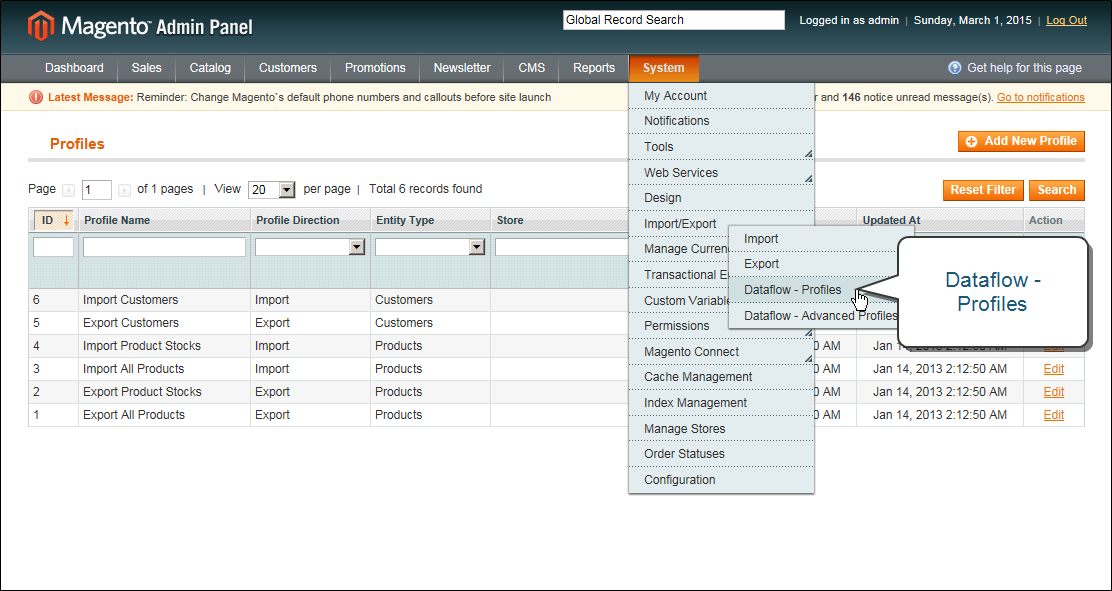 Magento™ Admin Panel
Global Record Search
Logged in as admin | Sunday, March 1, 2015 | Log Out
Dashboard Sales Catalog Customers Promotions Newsletter CMS Reports System Get help for this page
Latest Message: Reminder: Change Magento`s default phone numbers and callouts before site launch
r and 146 notice unread message(s). Go to notifications
Profiles
Add New Profile
Page 1 of 1 pages | View 20 per page | Total 6 records found
Reset Filter Search
ID Profile Name Profile Direction Entity Type Store Updated At Action
6 Import Customers Import Customers
5 Export Customers Export Customers
4 Import Product Stocks Import Products 0 AM Edit
3 Import All Products Import Products 0 AM Jan 14, 2013 2:12:50 AM Edit
2 Export Product Stocks Export Products 0 AM Jan 14, 2013 2:12:50 AM Edit
1 Export All Products Export Products 0 AM Jan 14, 2013 2:12:50 AM Edit
My Account
Notifications
Tools
Web Services
Design
Import/Export
Manage Curren
Transactional E
Custom Variable
Permissions
Magento Connect
Cache Management
Index Management
Manage Stores
Order Statuses
Configuration
Import
Export
Dataflow - Profiles
Dataflow - Advanced Profiles
Dataflow -
Profiles